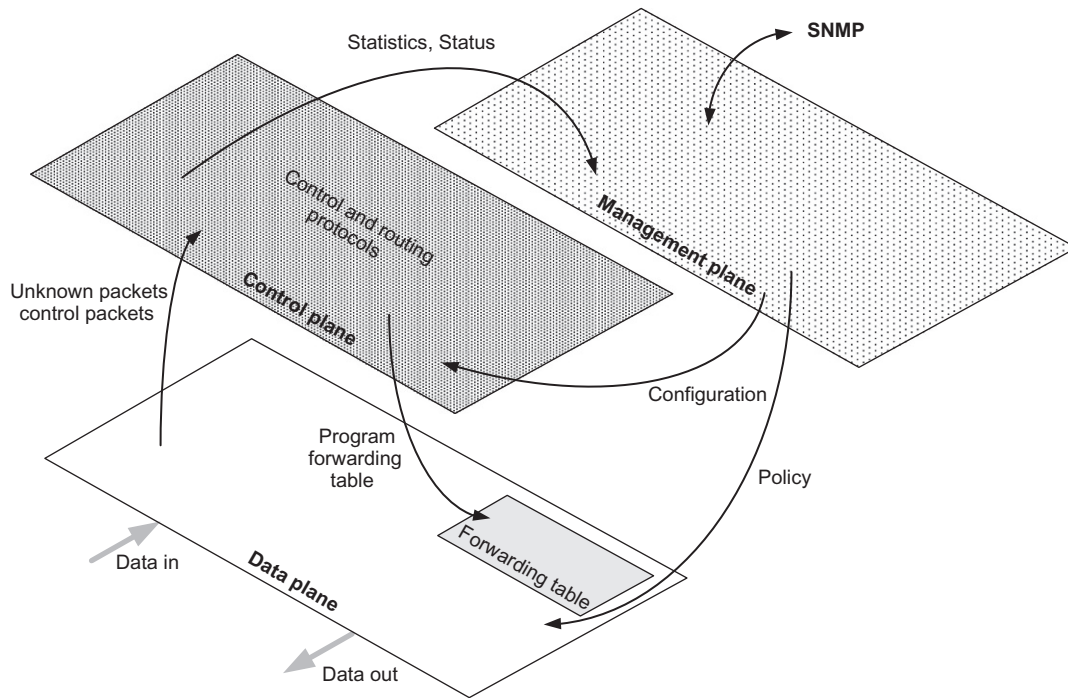 Statistics, Status
SNMP
Control and routing
protocols
Control plane
Management plane
Unknown packets
control packets
Configuration
Program
forwarding
table
Policy
Forwarding table
Data in
Data plane
Data out